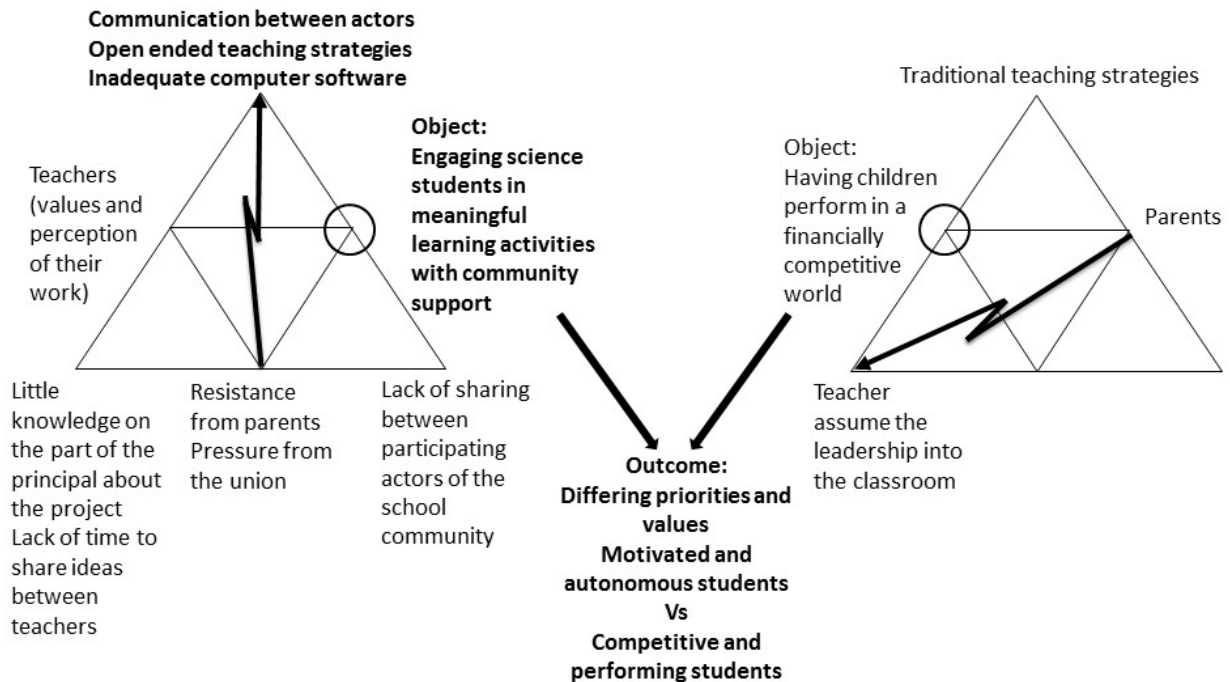 Communication between actors
Open ended teaching strategies
Inadequate computer software
Teachers
(values and
perception
of their
work)
Object:
Engaging science
students in
meaningful
learning activities
with community
support
Little
knowledge on
the part of the
principal about
the project
Lack of time to
share ideas
between
teachers
Resistance
from parents
Pressure from
the union
Lack of sharing
between
participating
actors of the
school
community
Traditional teaching strategies
Object:
Having children
perform in a
financially
competitive
world
Parents
Teacher
assume the
leadership into
the classroom
Outcome:
Differing priorities and
values
Motivated and
autonomous students
Vs
Competitive and
performing students